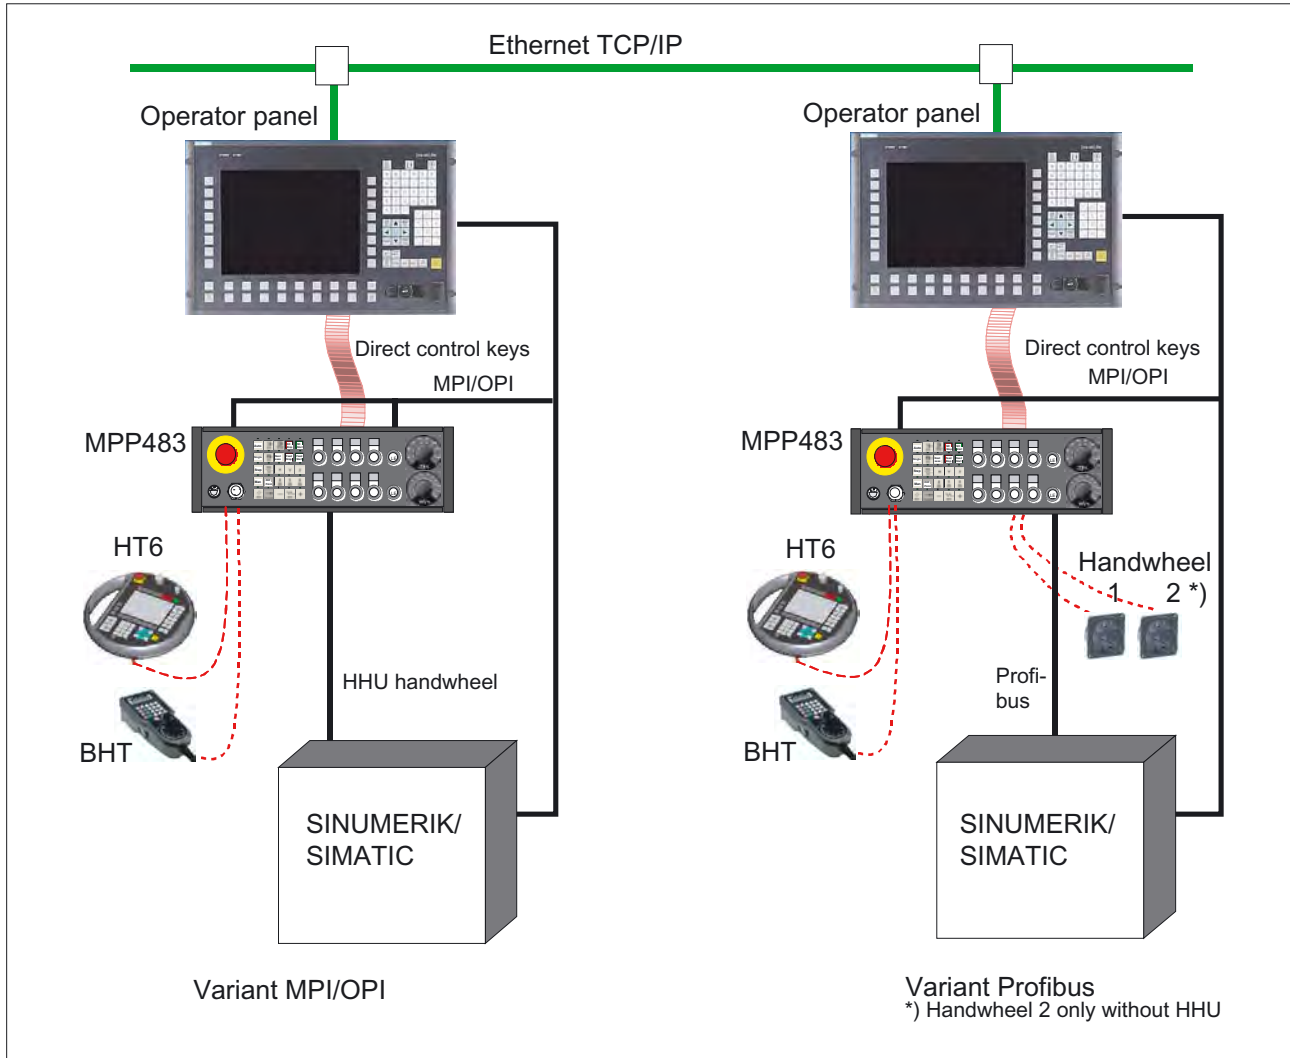 Ethernet TCP/IP
Operator panel
Operator panel
Direct control keys
MPI/OPI
Direct control keys
MPI/OPI
MPP483
MPP483
HT6
HT6
Handwheel
1 2 *)
HHU handwheel
Profi-
bus
BHT
BHT
SINUMERIK/
SIMATIC
SINUMERIK/
SIMATIC
Variant MPI/OPI
Variant Profibus
*) Handwheel 2 only without HHU